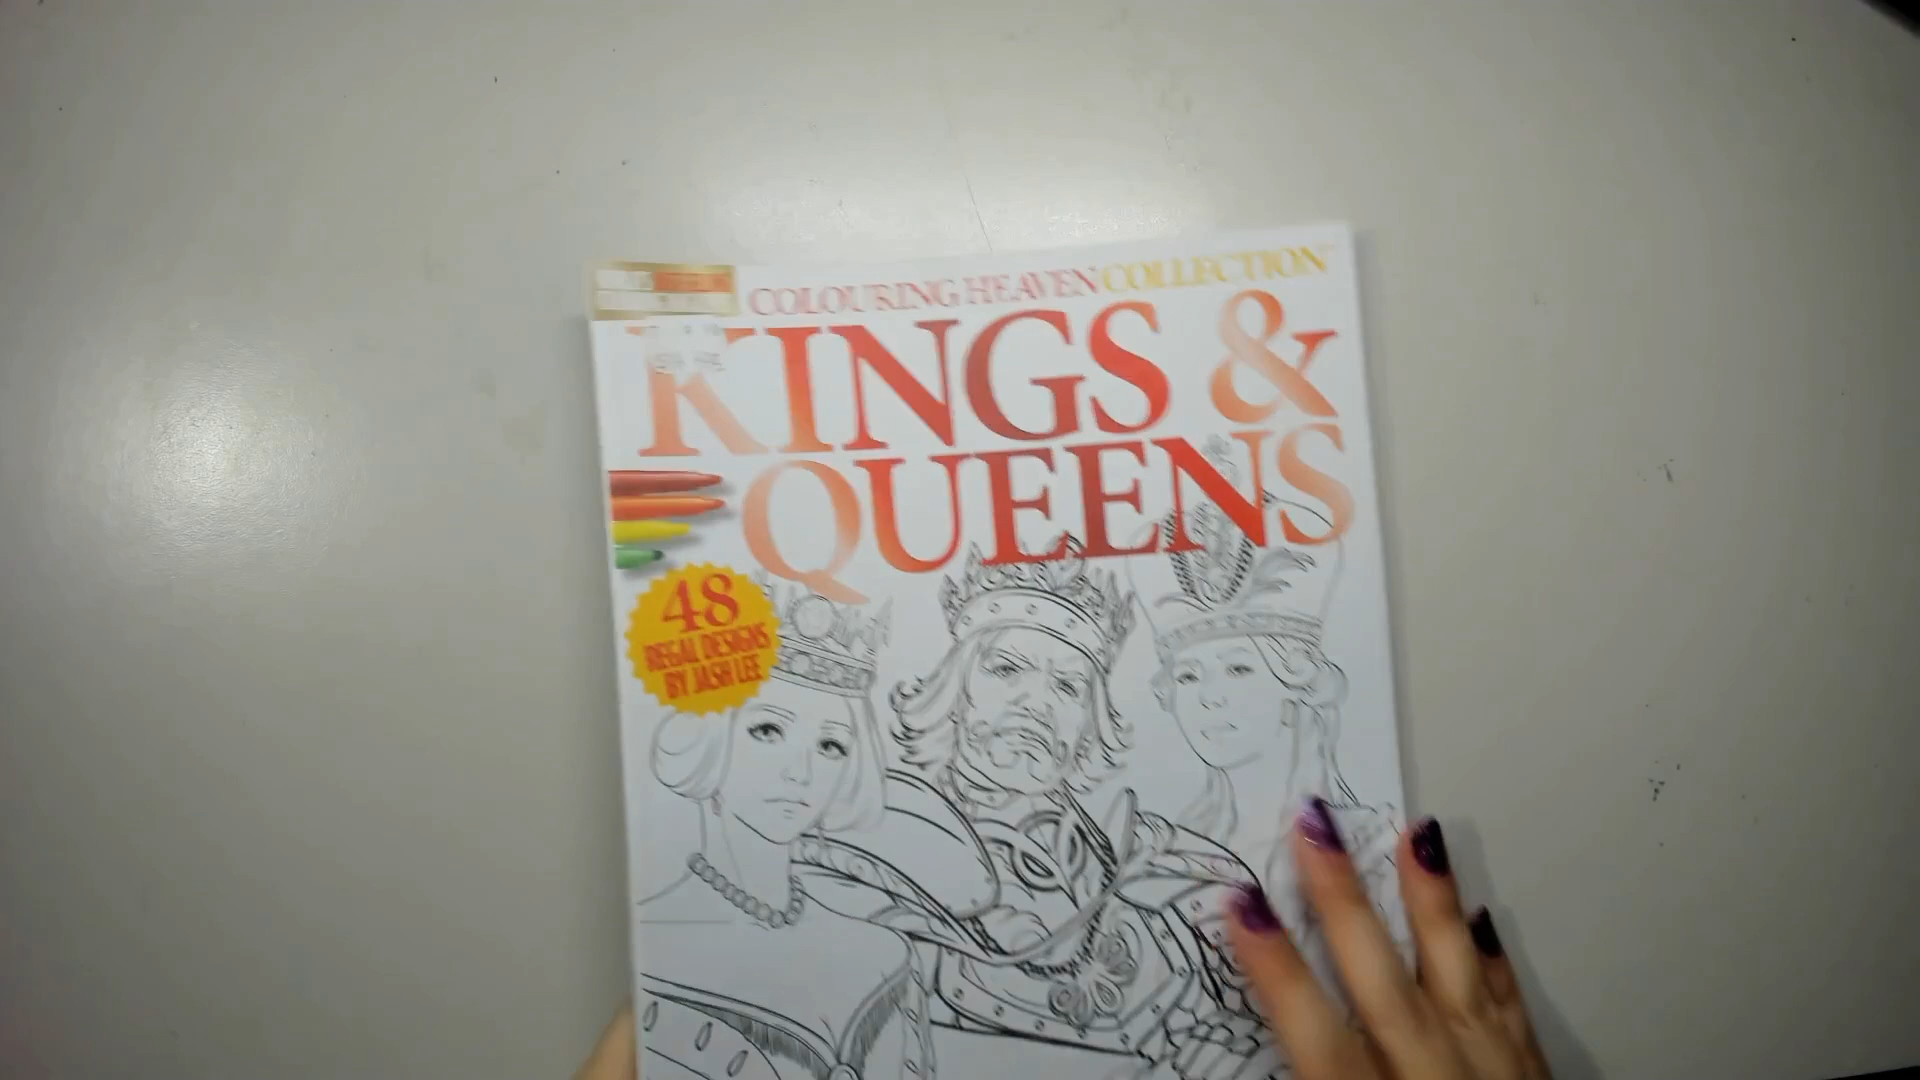 COLOURING HEAVEN COLLECTION
KINGS &
QUEENS
48
REGAL DESIGNS
BY JASH LEE